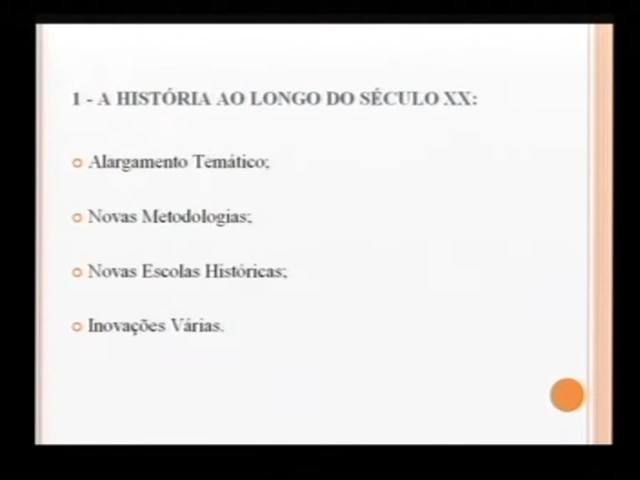 1 - A HISTÓRIA AO LONGO DO SÉCULO XX:
Alargamento Temático;
Novas Metodologias;
Novas Escolas Históricas;
Inovações Várias.